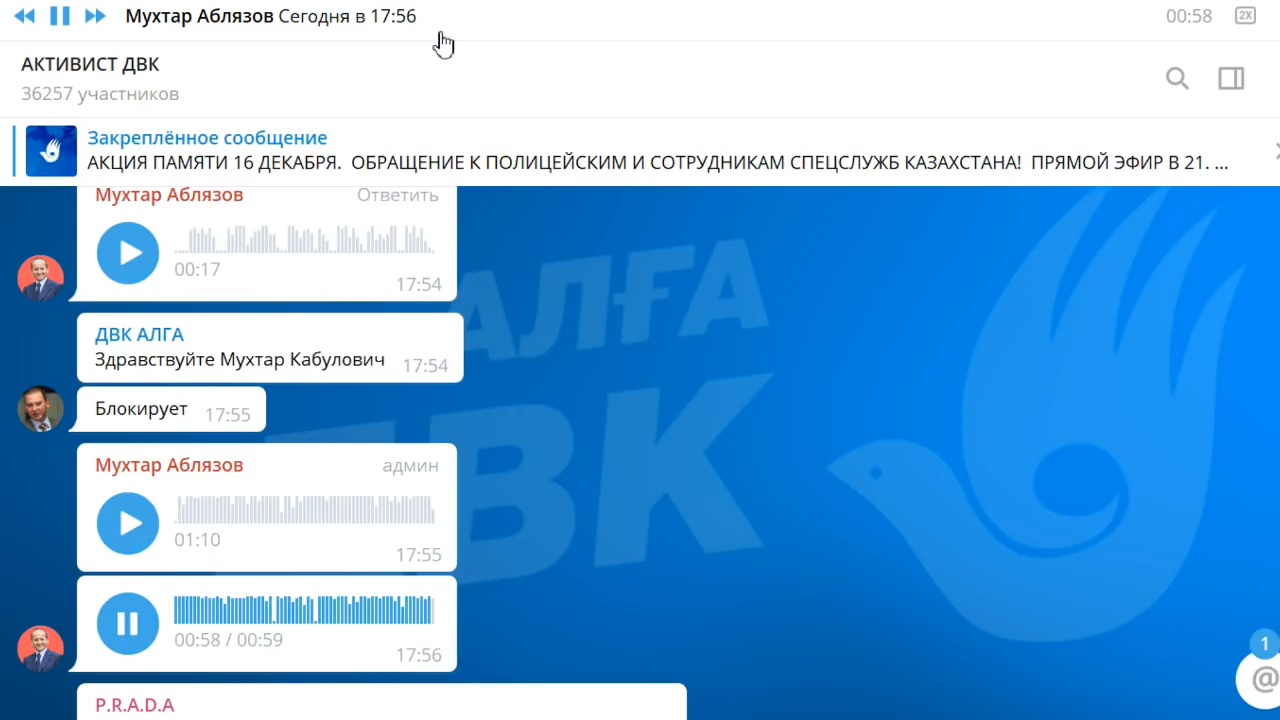 Мухтар Аблязов Сегодня в 17:56
00:58
2X
АКТИВИСТ ДВК
36257 участников
Закреплённое сообщение
АКЦИЯ ПАМЯТИ 16 ДЕКАБРЯ. ОБРАЩЕНИЕ К ПОЛИЦЕЙСКИМ И СОТРУДНИКАМ СПЕЦСЛУЖБ КАЗАХСТАНА! ПРЯМОЙ ЭФИР В 21. ...
Мухтар Аблязов
Ответить
00:17
17:54
ДВК АЛГА
Здравствуйте Мухтар Кабулович
17:54
Блокирует
17:55
Мухтар Аблязов
админ
01:10
17:55
00:58 / 00:59
17:56
P.R.A.D.A
АЛҒА
ДВК
1
@